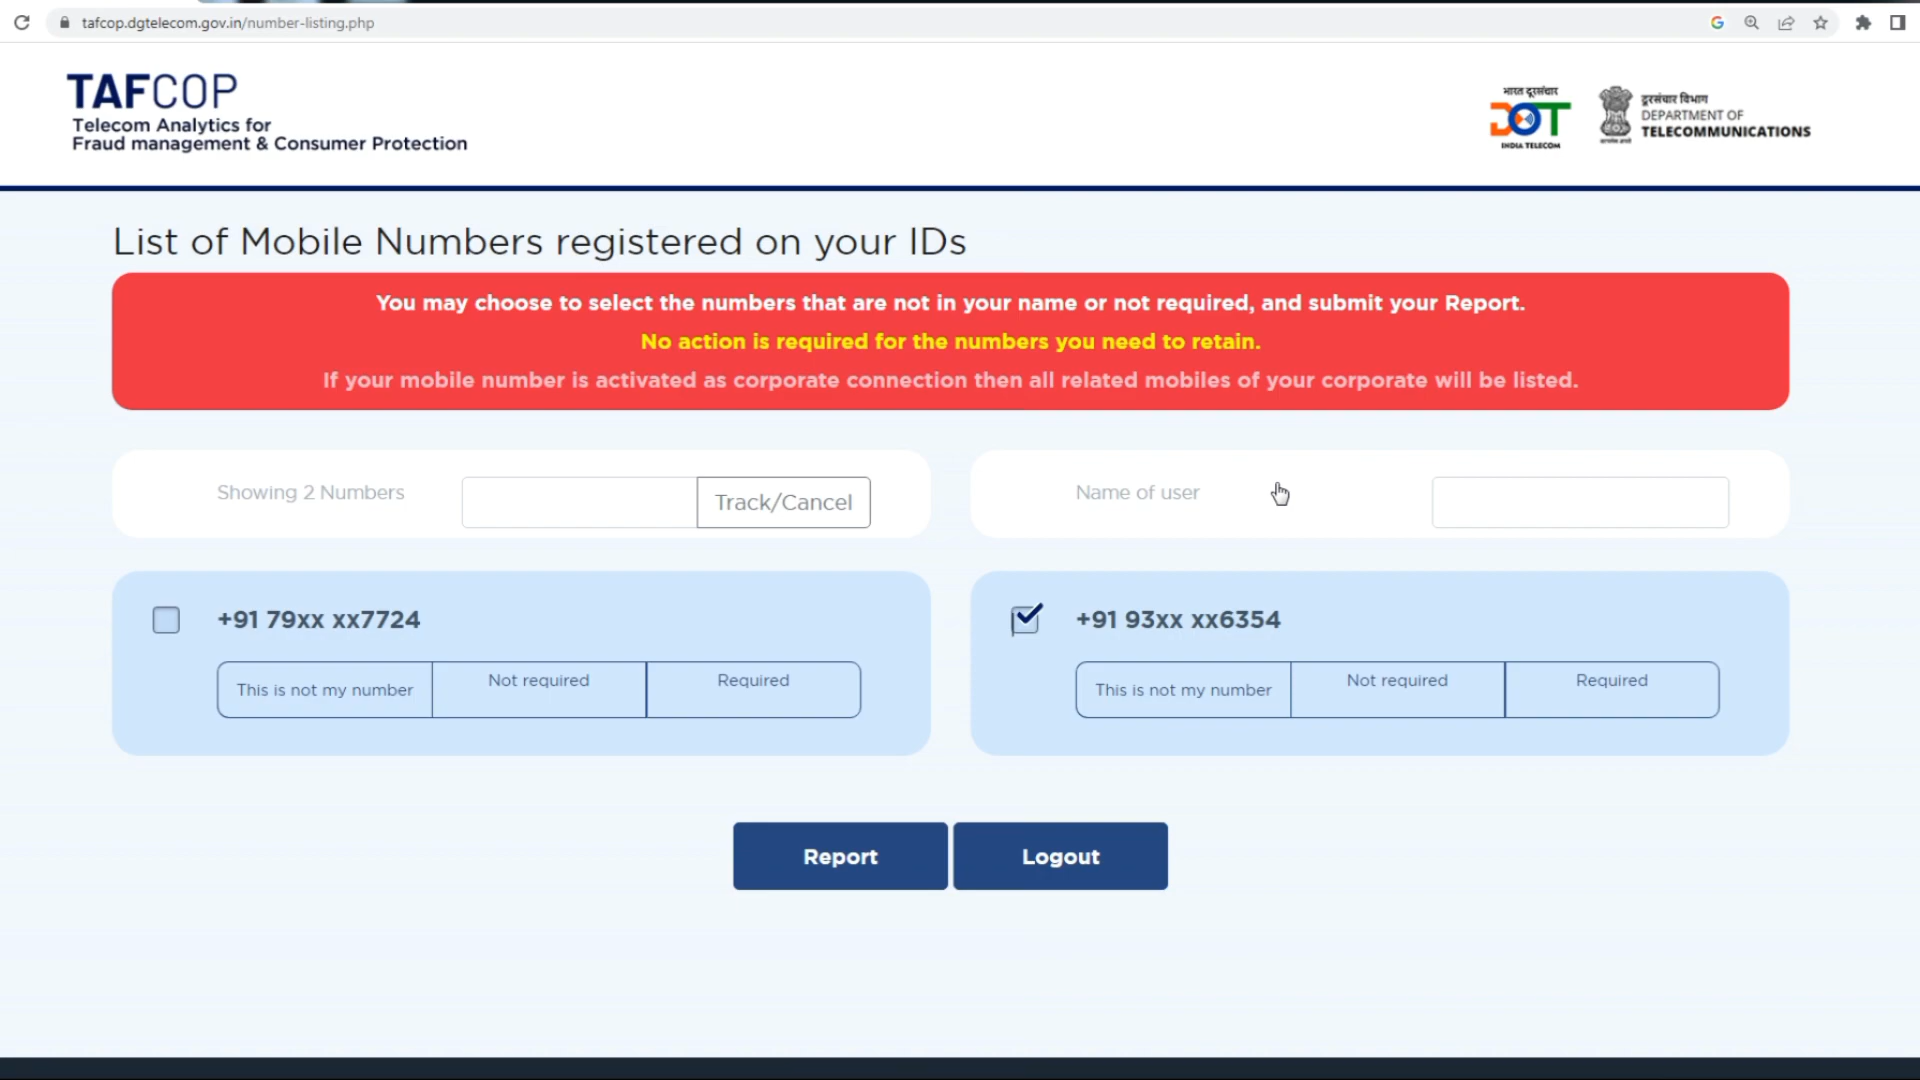 tafcop.dgtelecom.gov.in/number-listing.php
TAFCOP
Telecom Analytics for
Fraud management & Consumer Protection
भारत दूरसंचार
DOT
INDIA TELECOM
दूरसंचार विभाग
DEPARTMENT OF
TELECOMMUNICATIONS
List of Mobile Numbers registered on your IDs
You may choose to select the numbers that are not in your name or not required, and submit your Report.
No action is required for the numbers you need to retain.
If your mobile number is activated as corporate connection then all related mobiles of your corporate will be listed.
Showing 2 Numbers
Track/Cancel
Name of user
+91 79xx xx7724
This is not my number
Not required
Required
+91 93xx xx6354
This is not my number
Not required
Required
Report
Logout